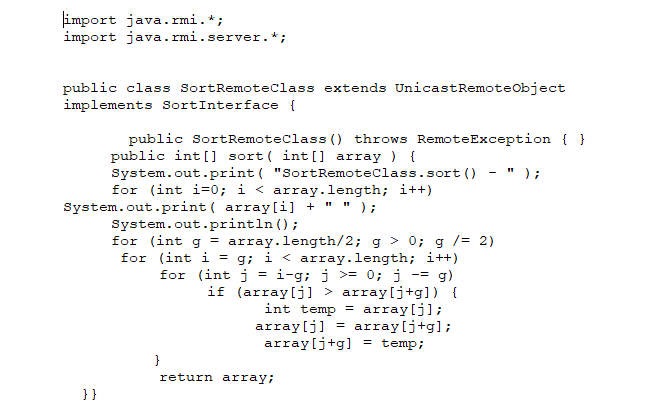 import java.rmi.*;
import java.rmi.server.*;
public class SortRemoteClass extends UnicastRemoteObject
implements SortInterface {
public SortRemoteClass() throws RemoteException { }
public int[] sort( int[] array ) {
System.out.print( "SortRemoteClass.sort() - " );
for (int i=0; i < array.length; i++)
System.out.print( array[i] + " " );
System.out.println();
for (int g = array.length/2; g > 0; g /= 2)
for (int i = g; i < array.length; i++)
for (int j = i-g; j >= 0; j -= g)
if (array[j] > array[j+g]) {
int temp = array[j];
array[j] = array[j+g];
array[j+g] = temp;
}
return array;
}}